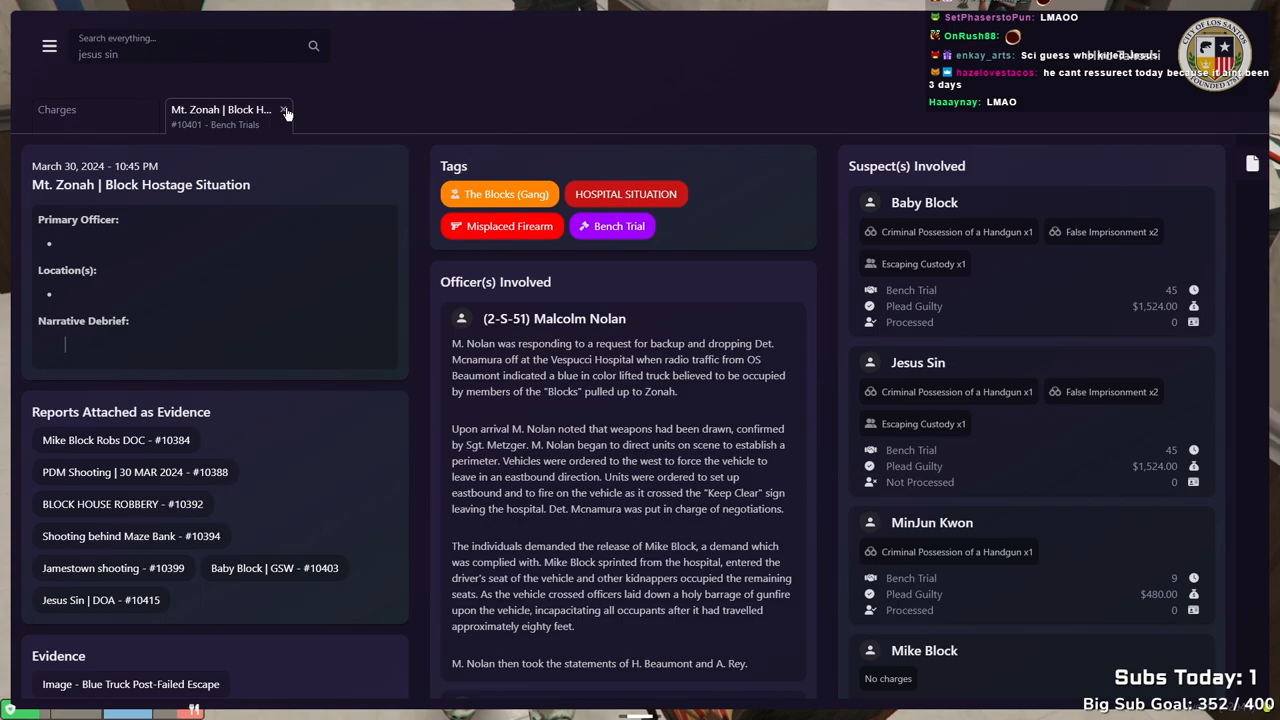 Search everything...
jesus sin
SetPhaserstoPun: LMAOO
OnRush88:
enkay_arts: Sci guess who killed Jesus
hazelovestacos: he cant ressurect today because it aint been
3 days
Haaaynay: LMAO
CITY OF LOS SANTOS
Charges
Mt. Zonah | Block H...
#10401 - Bench Trials
March 30, 2024 - 10:45 PM
Mt. Zonah | Block Hostage Situation
Primary Officer:
Location(s):
Narrative Debrief:
Reports Attached as Evidence
Mike Block Robs DOC - #10384
PDM Shooting | 30 MAR 2024 - #10388
BLOCK HOUSE ROBBERY - #10392
Shooting behind Maze Bank - #10394
Jamestown shooting - #10399
Baby Block | GSW - #10403
Jesus Sin | DOA - #10415
Evidence
Image - Blue Truck Post-Failed Escape
Tags
The Blocks (Gang)
HOSPITAL SITUATION
Misplaced Firearm
Bench Trial
Officer(s) Involved
(2-S-51) Malcolm Nolan
M. Nolan was responding to a request for backup and dropping Det.
Mcnamura off at the Vespucci Hospital when radio traffic from OS
Beaumont indicated a blue in color lifted truck believed to be occupied
by members of the "Blocks" pulled up to Zonah.
Upon arrival M. Nolan noted that weapons had been drawn, confirmed
by Sgt. Metzger. M. Nolan began to direct units on scene to establish a
perimeter. Vehicles were ordered to the west to force the vehicle to
leave in an eastbound direction. Units were ordered to set up
eastbound and to fire on the vehicle as it crossed the "Keep Clear" sign
leaving the hospital. Det. Mcnamura was put in charge of negotiations.
The individuals demanded the release of Mike Block, a demand which
was complied with. Mike Block sprinted from the hospital, entered the
driver's seat of the vehicle and other kidnappers occupied the remaining
seats. As the vehicle crossed officers laid down a holy barrage of gunfire
upon the vehicle, incapacitating all occupants after it had travelled
approximately eighty feet.
M. Nolan then took the statements of H. Beaumont and A. Rey.
Suspect(s) Involved
Baby Block
Criminal Possession of a Handgun x1
False Imprisonment x2
Escaping Custody x1
Bench Trial 45
Plead Guilty $1,524.00
Processed 0
Jesus Sin
Criminal Possession of a Handgun x1
False Imprisonment x2
Escaping Custody x1
Bench Trial 45
Plead Guilty $1,524.00
Not Processed 0
MinJun Kwon
Criminal Possession of a Handgun x1
Bench Trial 9
Plead Guilty $480.00
Processed 0
Mike Block
No charges
Subs Today: 1
Big Sub Goal: 352 / 400